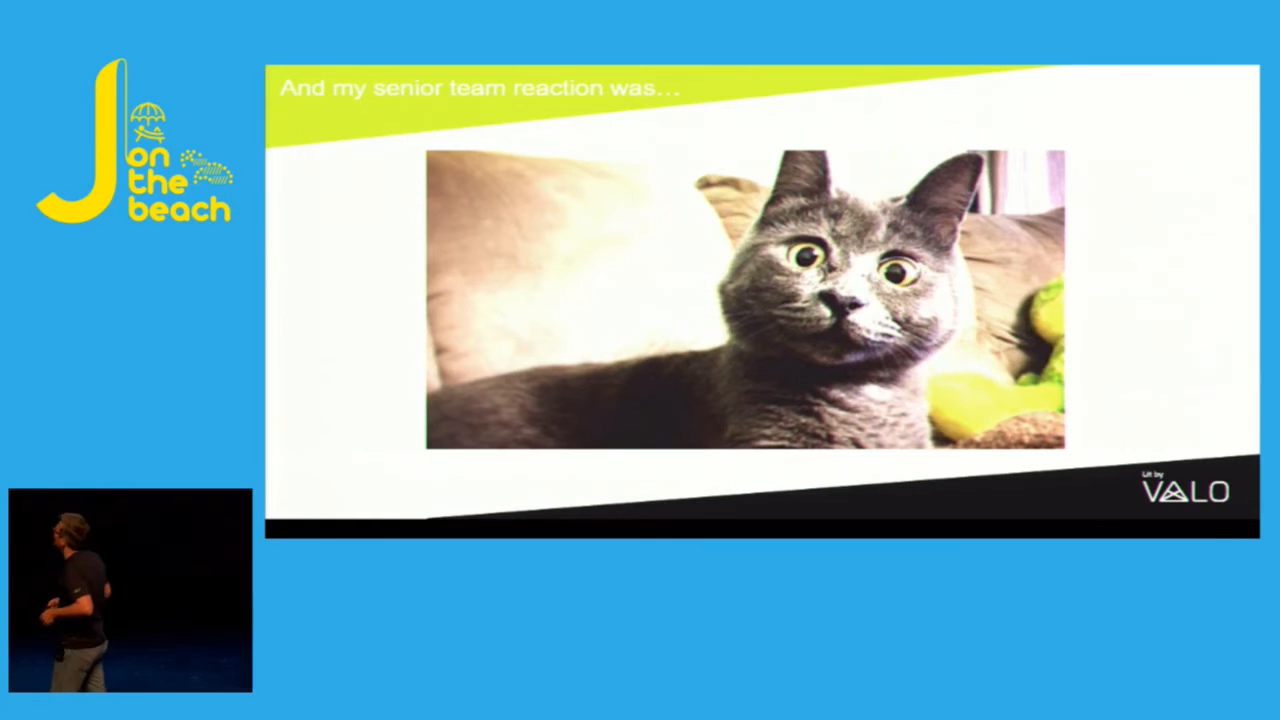 J
on
the
beach
And my senior team reaction was...
Lit by
VALO